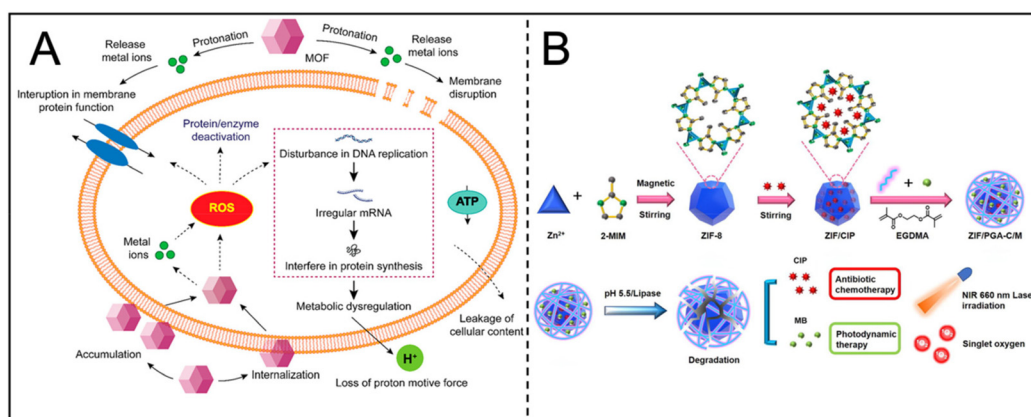 A
Release
metal ions
Protonation
MOF
Protonation
Release
metal ions
Interuption in membrane
protein function
Membrane
disruption
Protein/enzyme
deactivation
Disturbance in DNA replication
Irregular mRNA
Interfere in protein synthesis
Metabolic dysregulation
ROS
ATP
Metal
ions
Accumulation
Internalization
H+
Loss of proton motive force
Leakage of
cellular content
B
Zn2+
+
2-MIM
Magnetic
Stirring
ZIF-8
Stirring
ZIF/CIP
+
EGDMA
ZIF/PGA-C/M
pH 5.5/Lipase
Degradation
CIP
Antibiotic
chemotherapy
MB
Photodynamic
therapy
NIR 660 nm Laser
irradiation
Singlet oxygen